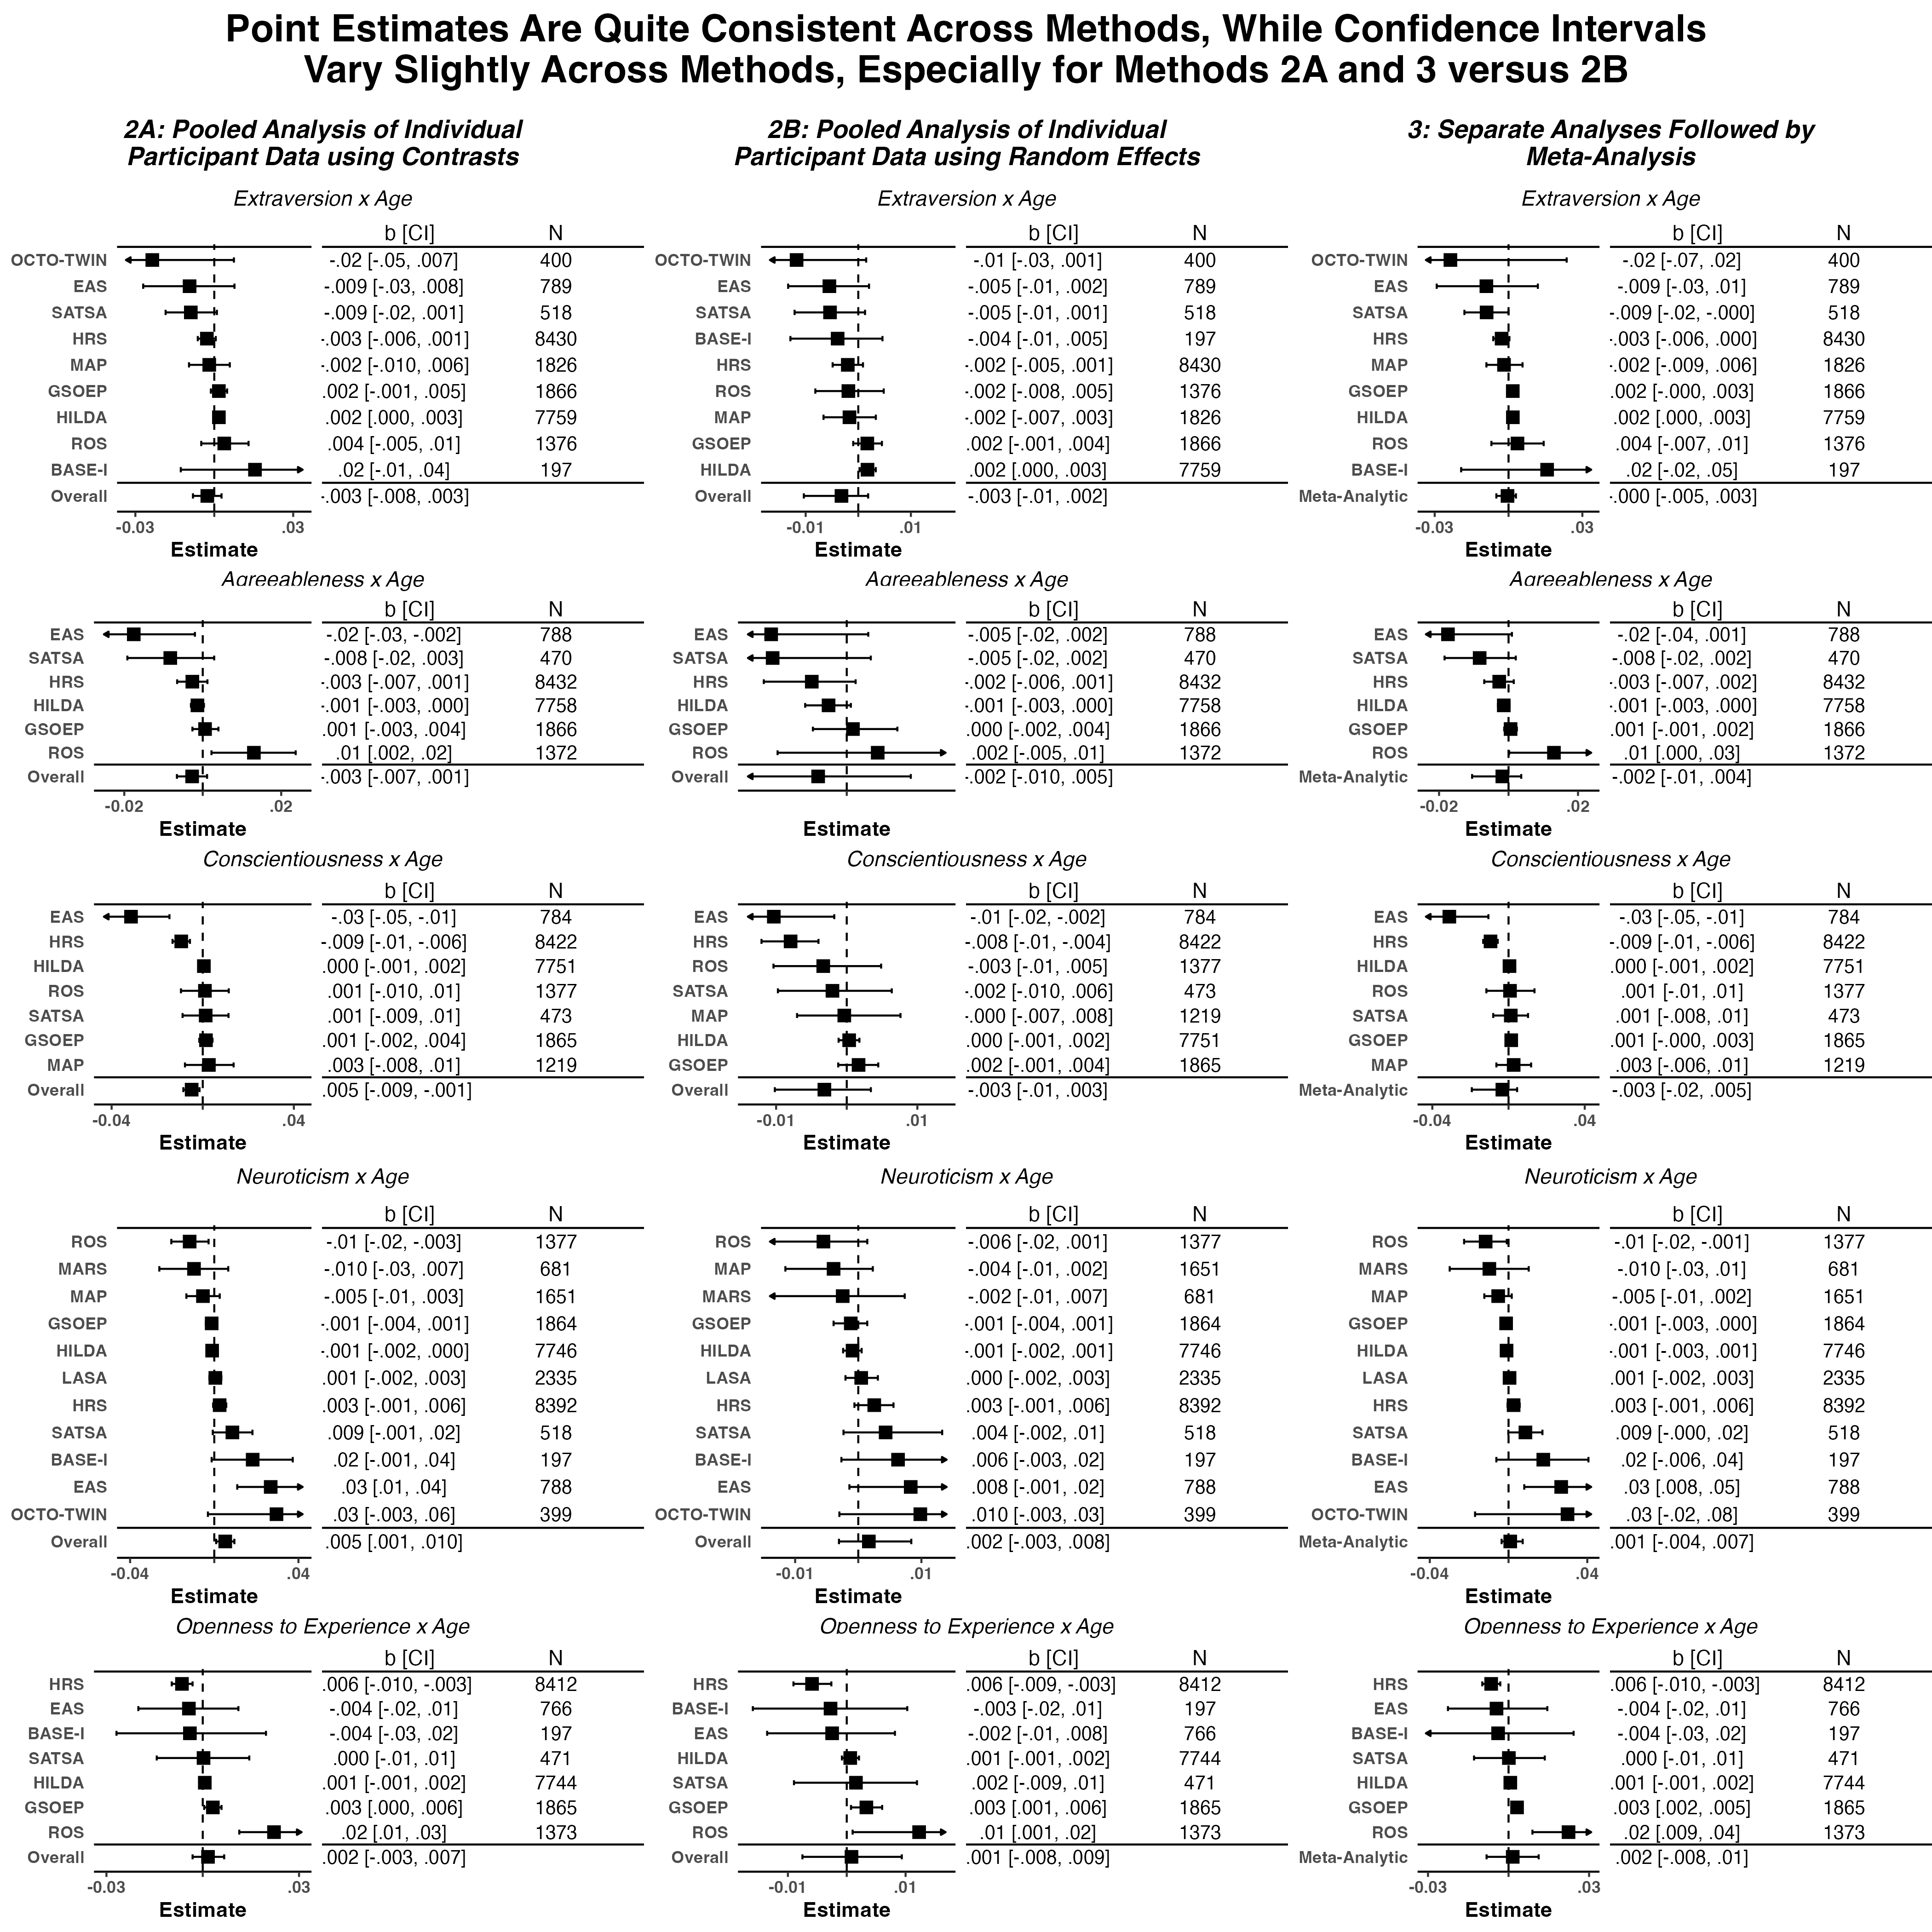 Point Estimates Are Quite Consistent Across Methods, While Confidence Intervals
Vary Slightly Across Methods, Especially for Methods 2A and 3 versus 2B
2A: Pooled Analysis of Individual
Participant Data using Contrasts
Extraversion x Age
b [CI] N
OCTO-TWIN -.02 [-.05, .007] 400
EAS -.009 [-.03, .008] 789
SATSA -.009 [-.02, .001] 518
HRS -.003 [-.006, .001] 8430
MAP -.002 [-.010, .006] 1826
GSOEP .002 [-.001, .005] 1866
HILDA .002 [.000, .003] 7759
ROS .004 [-.005, .01] 1376
BASE-I .02 [-.01, .04] 197
Overall -.003 [-.008, .003]
-0.03 .03
Estimate
Agreeableness x Age
b [CI] N
EAS -.02 [-.03, -.002] 788
SATSA -.008 [-.02, .003] 470
HRS -.003 [-.007, .001] 8432
HILDA -.001 [-.003, .000] 7758
GSOEP .001 [-.003, .004] 1866
ROS .01 [.002, .02] 1372
Overall -.003 [-.007, .001]
-0.02 .02
Estimate
Conscientiousness x Age
b [CI] N
EAS -.03 [-.05, -.01] 784
HRS -.009 [-.01, -.006] 8422
HILDA .000 [-.001, .002] 7751
ROS .001 [-.010, .01] 1377
SATSA .001 [-.009, .01] 473
GSOEP .001 [-.002, .004] 1865
MAP .003 [-.008, .01] 1219
Overall .005 [-.009, -.001]
-0.04 .04
Estimate
Neuroticism x Age
b [CI] N
ROS -.01 [-.02, -.003] 1377
MARS -.010 [-.03, .007] 681
MAP -.005 [-.01, .003] 1651
GSOEP -.001 [-.004, .001] 1864
HILDA -.001 [-.002, .000] 7746
LASA .001 [-.002, .003] 2335
HRS .003 [-.001, .006] 8392
SATSA .009 [-.001, .02] 518
BASE-I .02 [-.001, .04] 197
EAS .03 [.01, .04] 788
OCTO-TWIN .03 [-.003, .06] 399
Overall .005 [.001, .010]
-0.04 .04
Estimate
Openness to Experience x Age
b [CI] N
HRS .006 [-.010, -.003] 8412
EAS -.004 [-.02, .01] 766
BASE-I -.004 [-.03, .02] 197
SATSA .000 [-.01, .01] 471
HILDA .001 [-.001, .002] 7744
GSOEP .003 [.000, .006] 1865
ROS .02 [.01, .03] 1373
Overall .002 [-.003, .007]
-0.03 .03
Estimate
2B: Pooled Analysis of Individual
Participant Data using Random Effects
Extraversion x Age
b [CI] N
OCTO-TWIN -.01 [-.03, .001] 400
EAS -.005 [-.01, .002] 789
SATSA -.005 [-.01, .001] 518
BASE-I -.004 [-.01, .005] 197
HRS -.002 [-.005, .001] 8430
ROS -.002 [-.008, .005] 1376
MAP -.002 [-.007, .003] 1826
GSOEP .002 [-.001, .004] 1866
HILDA .002 [.000, .003] 7759
Overall -.003 [-.01, .002]
-0.01 .01
Estimate
Agreeableness x Age
b [CI] N
EAS -.005 [-.02, .002] 788
SATSA -.005 [-.02, .002] 470
HRS -.002 [-.006, .001] 8432
HILDA -.001 [-.003, .000] 7758
GSOEP .000 [-.002, .004] 1866
ROS .002 [-.005, .01] 1372
Overall -.002 [-.010, .005]
Estimate
Conscientiousness x Age
b [CI] N
EAS -.01 [-.02, -.002] 784
HRS -.008 [-.01, -.004] 8422
ROS -.003 [-.01, .005] 1377
SATSA -.002 [-.010, .006] 473
MAP -.000 [-.007, .008] 1219
HILDA .000 [-.001, .002] 7751
GSOEP .002 [-.001, .004] 1865
Overall -.003 [-.01, .003]
-0.01 .01
Estimate
Neuroticism x Age
b [CI] N
ROS -.006 [-.02, .001] 1377
MAP -.004 [-.01, .002] 1651
MARS -.002 [-.01, .007] 681
GSOEP -.001 [-.004, .001] 1864
HILDA -.001 [-.002, .001] 7746
LASA .000 [-.002, .003] 2335
HRS .003 [-.001, .006] 8392
SATSA .004 [-.002, .01] 518
BASE-I .006 [-.003, .02] 197
EAS .008 [-.001, .02] 788
OCTO-TWIN .010 [-.003, .03] 399
Overall .002 [-.003, .008]
-0.01 .01
Estimate
Openness to Experience x Age
b [CI] N
HRS .006 [-.009, -.003] 8412
BASE-I -.003 [-.02, .01] 197
EAS -.002 [-.01, .008] 766
HILDA .001 [-.001, .002] 7744
SATSA .002 [-.009, .01] 471
GSOEP .003 [.001, .006] 1865
ROS .01 [.001, .02] 1373
Overall .001 [-.008, .009]
-0.01 .01
Estimate
3: Separate Analyses Followed by
Meta-Analysis
Extraversion x Age
b [CI] N
OCTO-TWIN -.02 [-.07, .02] 400
EAS -.009 [-.03, .01] 789
SATSA -.009 [-.02, -.000] 518
HRS -.003 [-.006, .000] 8430
MAP -.002 [-.009, .006] 1826
GSOEP .002 [-.000, .003] 1866
HILDA .002 [.000, .003] 7759
ROS .004 [-.007, .01] 1376
BASE-I .02 [-.02, .05] 197
Meta-Analytic -.000 [-.005, .003]
-0.03 .03
Estimate
Agreeableness x Age
b [CI] N
EAS -.02 [-.04, .001] 788
SATSA -.008 [-.02, .002] 470
HRS -.003 [-.007, .002] 8432
HILDA -.001 [-.003, .000] 7758
GSOEP .001 [-.001, .002] 1866
ROS .01 [.000, .03] 1372
Meta-Analytic -.002 [-.01, .004]
-0.02 .02
Estimate
Conscientiousness x Age
b [CI] N
EAS -.03 [-.05, -.01] 784
HRS -.009 [-.01, -.006] 8422
HILDA .000 [-.001, .002] 7751
ROS .001 [-.01, .01] 1377
SATSA .001 [-.008, .01] 473
GSOEP .001 [-.000, .003] 1865
MAP .003 [-.006, .01] 1219
Meta-Analytic -.003 [-.02, .005]
-0.04 .04
Estimate
Neuroticism x Age
b [CI] N
ROS -.01 [-.02, -.001] 1377
MARS -.010 [-.03, .01] 681
MAP -.005 [-.01, .002] 1651
GSOEP -.001 [-.003, .000] 1864
HILDA -.001 [-.003, .001] 7746
LASA .001 [-.002, .003] 2335
HRS .003 [-.001, .006] 8392
SATSA .009 [-.000, .02] 518
BASE-I .02 [-.006, .04] 197
EAS .03 [.008, .05] 788
OCTO-TWIN .03 [-.02, .08] 399
Meta-Analytic .001 [-.004, .007]
-0.04 .04
Estimate
Openness to Experience x Age
b [CI] N
HRS .006 [-.010, -.003] 8412
EAS -.004 [-.02, .01] 766
BASE-I -.004 [-.03, .02] 197
SATSA .000 [-.01, .01] 471
HILDA .001 [-.001, .002] 7744
GSOEP .003 [.002, .005] 1865
ROS .02 [.009, .04] 1373
Meta-Analytic .002 [-.008, .01]
-0.03 .03
Estimate